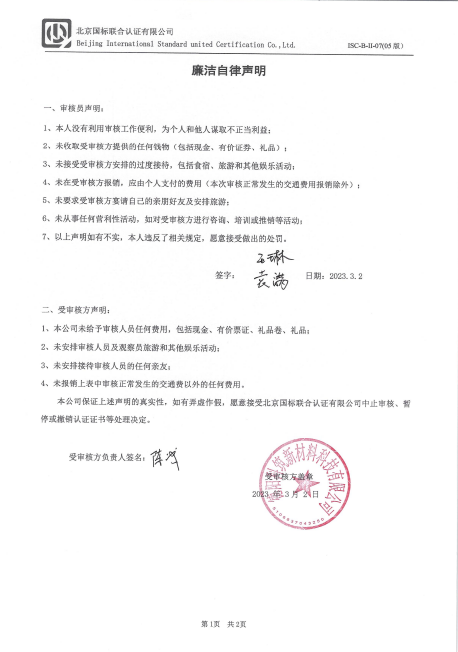 北京国标联合认证有限公司
Beijing International Standard united Certification Co.,Ltd.
ISC-B-II-07(05 版)
廉洁自律声明
一、审核员声明：
1、本人没有利用审核工作便利，为个人和他人谋取不正当利益；
2、未收取受审核方提供的任何钱物（包括现金、有价证券、礼品）；
3、未接受受审核方安排的过度接待，包括食宿、旅游和其他娱乐活动；
4、未在受审核方报销，应由个人支付的费用（本次审核正常发生的交通费用报销除外）；
5、未要求受审核方宴请自己的亲朋好友及安排旅游；
6、未从事任何营利性活动，如对受审核方进行咨询、培训或推销等活动；
7、以上声明如有不实，本人违反了相关规定，愿意接受做出的处罚。
签字：
袁满
日期：2023.3.2
二、受审核方声明：
1、本公司未给予审核人员任何费用，包括现金、有价票证、礼品卷、礼品；
2、未安排审核人员及观察员旅游和其他娱乐活动；
3、未安排接待审核人员的任何亲友；
4、未报销上表中审核正常发生的交通费以外的任何费用。
本公司保证上述声明的真实性，如有弄虚作假，愿意接受北京国标联合认证有限公司中止审核、暂
停或撤销认证证书等处理决定。
受审核方负责人签名：陈
筑新材料科技有限公司
受审核方盖章
2023 年 3 月 2 日
第 1 页 共 2 页